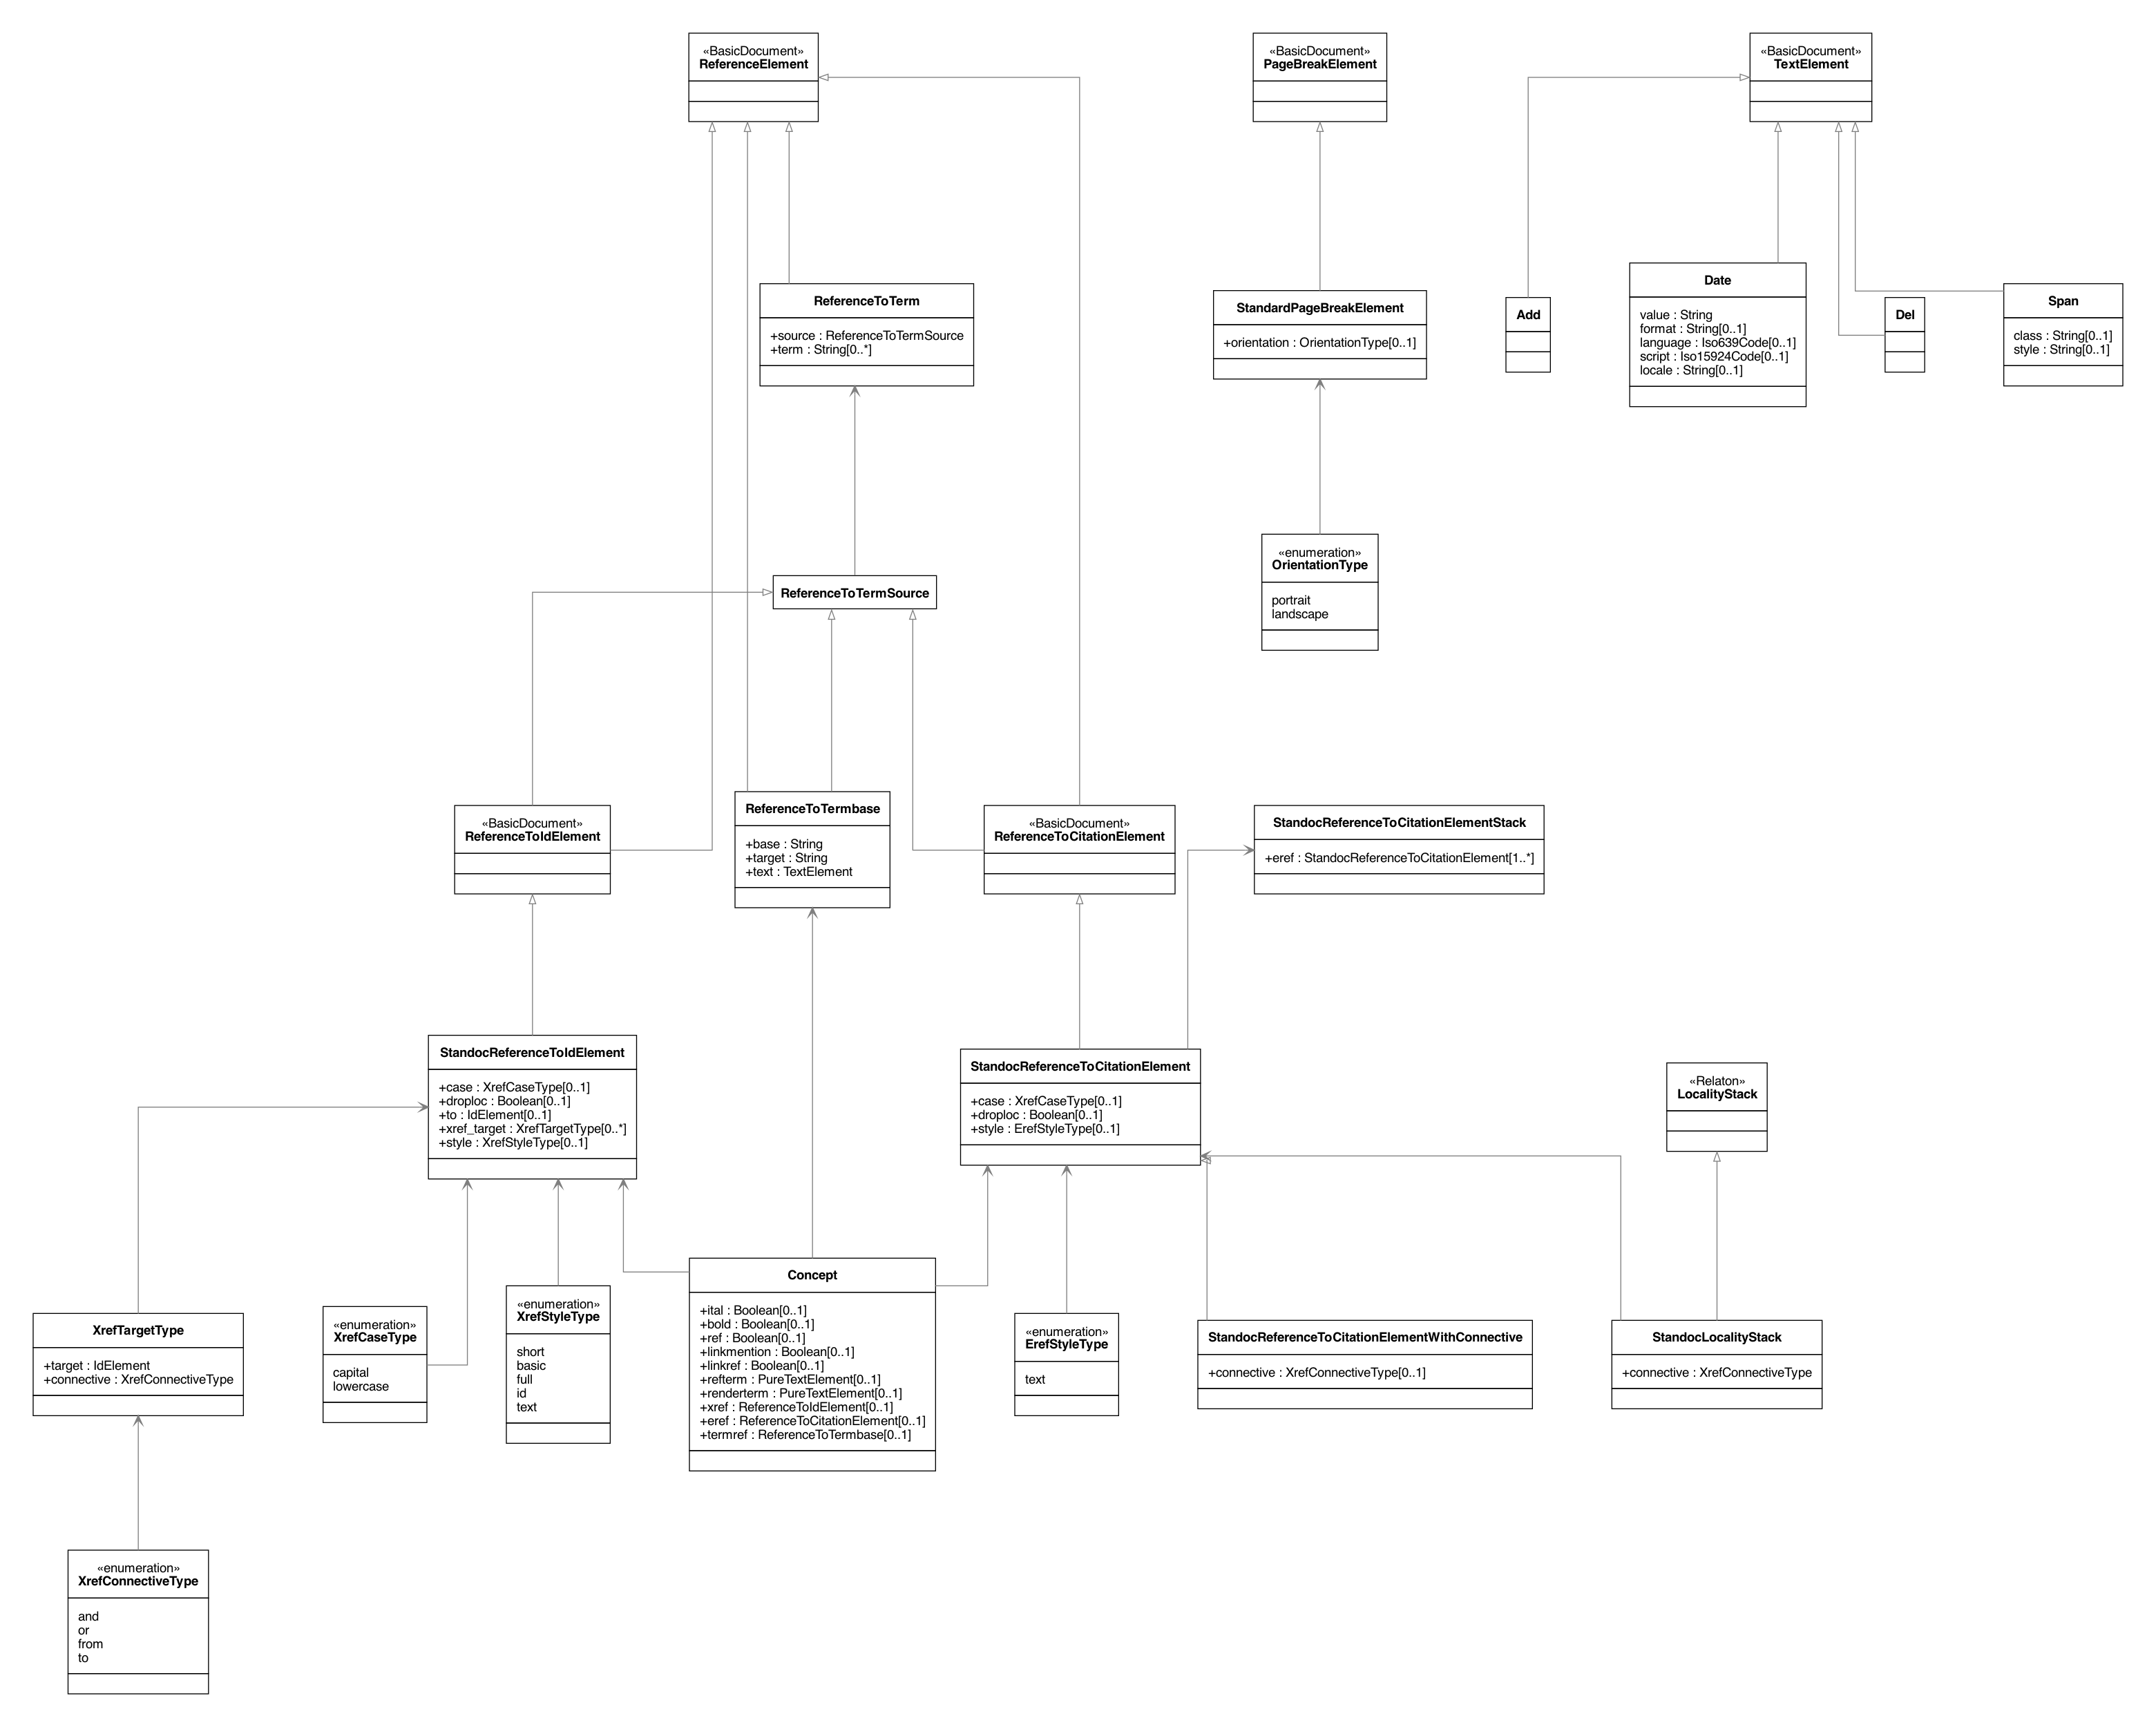 «BasicDocument»
ReferenceElement
«BasicDocument»
PageBreakElement
«BasicDocument»
TextElement
ReferenceToTerm
+source : ReferenceToTermSource
+term : String[0..*]
StandardPageBreakElement
+orientation : OrientationType[0..1]
Add
Date
value : String
format : String[0..1]
language : Iso639Code[0..1]
script : Iso15924Code[0..1]
locale : String[0..1]
Del
Span
class : String[0..1]
style : String[0..1]
ReferenceToTermSource
«enumeration»
OrientationType
portrait
landscape
«BasicDocument»
ReferenceToIdElement
ReferenceToTermbase
+base : String
+target : String
+text : TextElement
«BasicDocument»
ReferenceToCitationElement
StandocReferenceToCitationElementStack
+eref : StandocReferenceToCitationElement[1..*]
StandocReferenceToIdElement
+case : XrefCaseType[0..1]
+droploc : Boolean[0..1]
+to : IdElement[0..1]
+xref_target : XrefTargetType[0..*]
+style : XrefStyleType[0..1]
StandocReferenceToCitationElement
+case : XrefCaseType[0..1]
+droploc : Boolean[0..1]
+style : ErefStyleType[0..1]
«Relaton»
LocalityStack
XrefTargetType
+target : IdElement
+connective : XrefConnectiveType
«enumeration»
XrefCaseType
capital
lowercase
«enumeration»
XrefStyleType
short
basic
full
id
text
Concept
+ital : Boolean[0..1]
+bold : Boolean[0..1]
+ref : Boolean[0..1]
+linkmention : Boolean[0..1]
+linkref : Boolean[0..1]
+refterm : PureTextElement[0..1]
+renderterm : PureTextElement[0..1]
+xref : ReferenceToIdElement[0..1]
+eref : ReferenceToCitationElement[0..1]
+termref : ReferenceToTermbase[0..1]
«enumeration»
ErefStyleType
text
StandocReferenceToCitationElementWithConnective
+connective : XrefConnectiveType[0..1]
StandocLocalityStack
+connective : XrefConnectiveType
«enumeration»
XrefConnectiveType
and
or
from
to